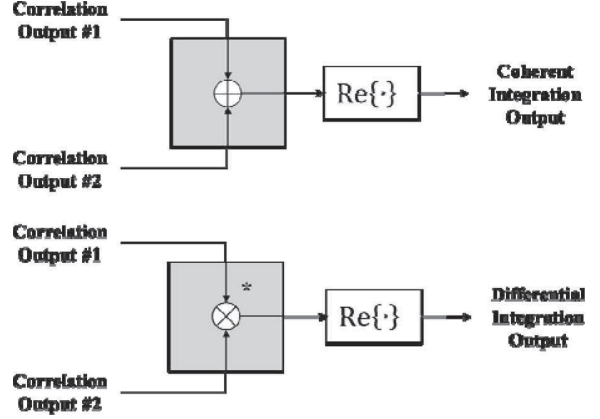 Correlation
Output #1
Re{·}
Coherent
Integration
Output
Correlation
Output #2
Correlation
Output #1
*
Re{·}
Differential
Integration
Output
Correlation
Output #2